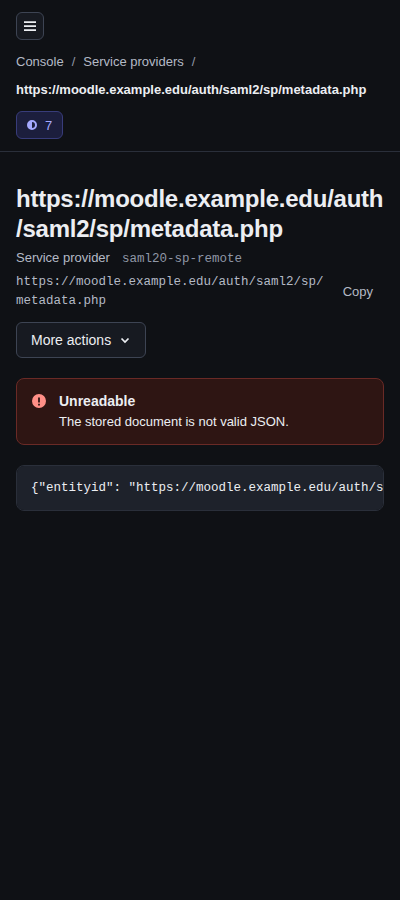 Console / Service providers /
https://moodle.example.edu/auth/saml2/sp/metadata.php
7
https://moodle.example.edu/auth
/saml2/sp/metadata.php
Service provider saml20-sp-remote
https://moodle.example.edu/auth/saml2/sp/
metadata.php
Copy
More actions
Unreadable
The stored document is not valid JSON.
{"entityid": "https://moodle.example.edu/auth/s